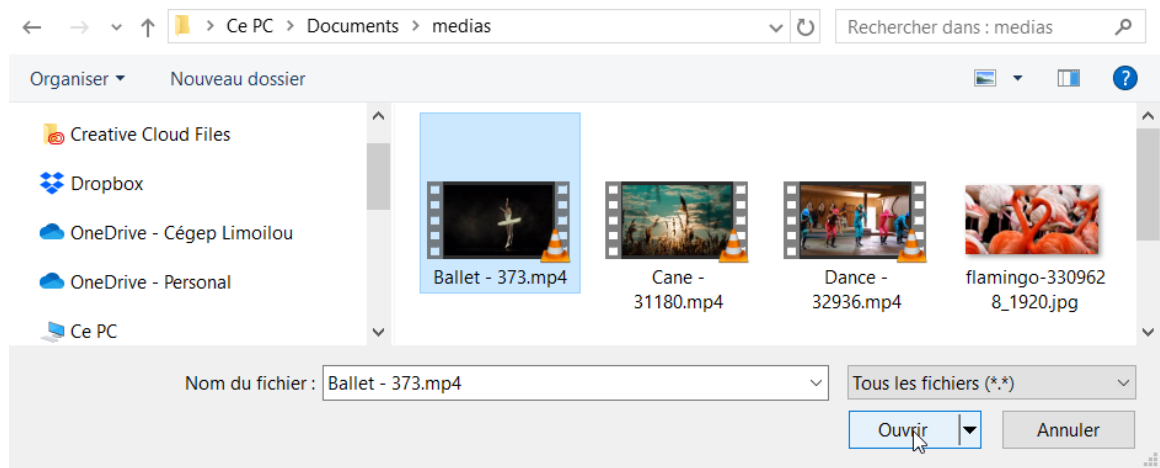 Ce PC > Documents > medias
Rechercher dans : medias
Organiser
Nouveau dossier
?
Creative Cloud Files
Dropbox
OneDrive - Cégep Limoilou
OneDrive - Personal
Ce PC
Ballet - 373.mp4
Cane -
31180.mp4
Dance -
32936.mp4
flamingo-330962
8_1920.jpg
Nom du fichier :
Ballet - 373.mp4
Tous les fichiers (*.*)
Ouvrir
Annuler